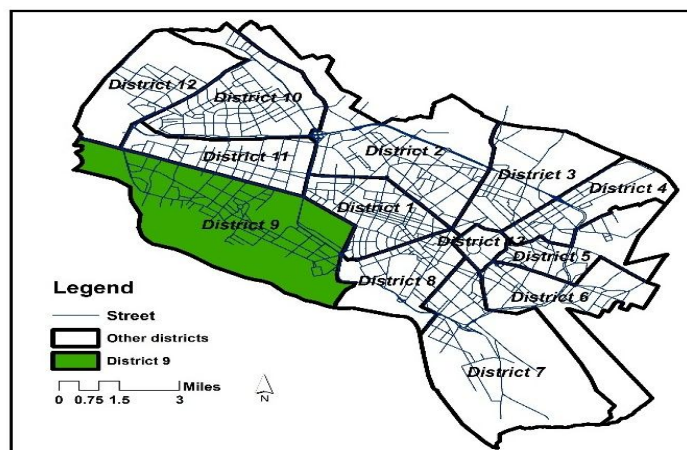 District 12
District 10
District 11
District 2
District 3
District 4
District 1
District 9
District 13
District 5
District 8
District 6
District 7
Legend
Street
Other districts
District 9
Miles
0 0.75 1.5 3
N